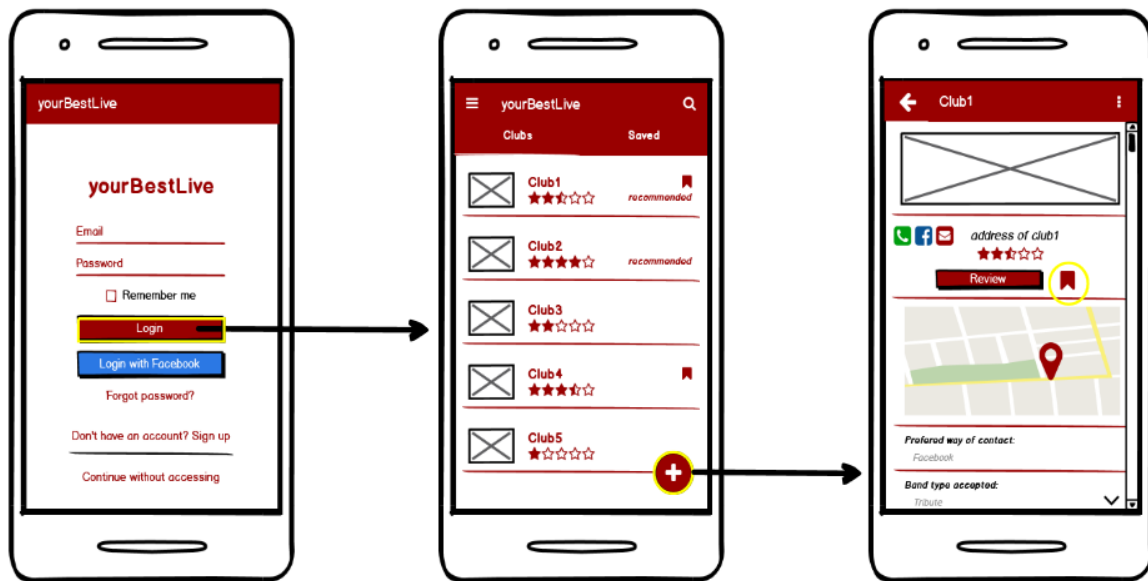 yourBestLive
yourBestLive
Email
Password
Remember me
Login
Login with Facebook
Forgot password?
Don't have an account? Sign up
Continue without accessing
yourBestLive
Clubs Saved
Club1
recommended
Club2
recommended
Club3
Club4
Club5
Club1
address of club1
Review
Prefered way of contact:
Facebook
Band type accepted:
Tribute